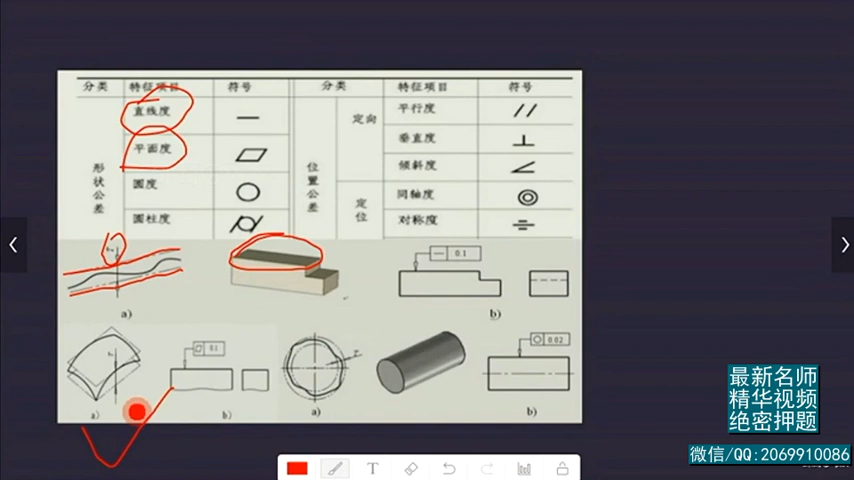 分类 特征项目 符号 分类 特征项目 符号
直线度
平面度
圆度
圆柱度
形状公差
位置公差
定向
定位
平行度
垂直度
倾斜度
同轴度
对称度
0.1
a)
b)
0.1
0.02
a)
b)
a)
b)
最新名师
精华视频
绝密押题
微信/QQ:2069910086
T